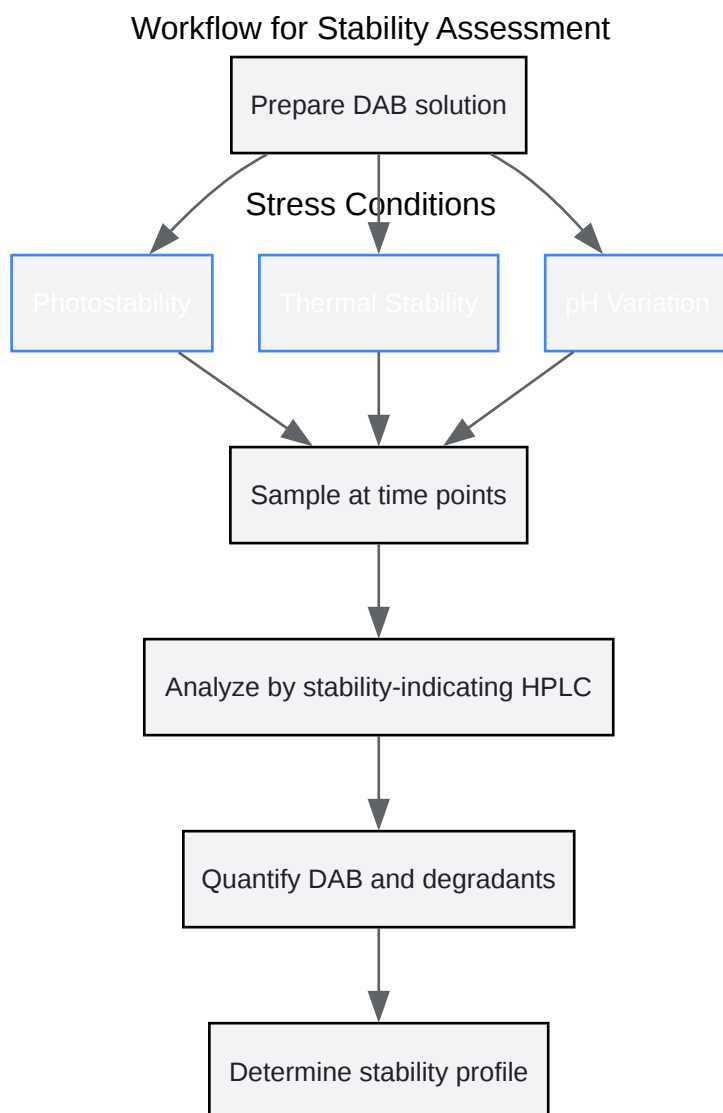 Workflow for Stability Assessment
Prepare DAB solution
Stress Conditions
Photostability
Thermal Stability
pH Variation
Sample at time points
Analyze by stability-indicating HPLC
Quantify DAB and degradants
Determine stability profile